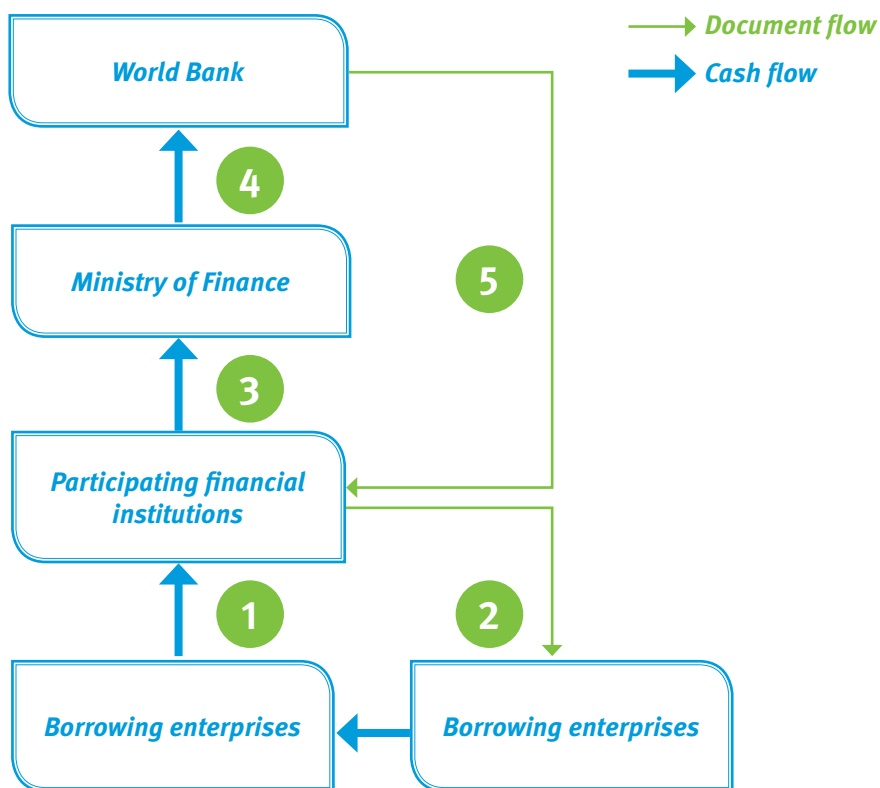 Document flow
World Bank
Cash flow
4
Ministry of Finance
5
3
Participating financial
institutions
1
2
Borrowing enterprises
Borrowing enterprises